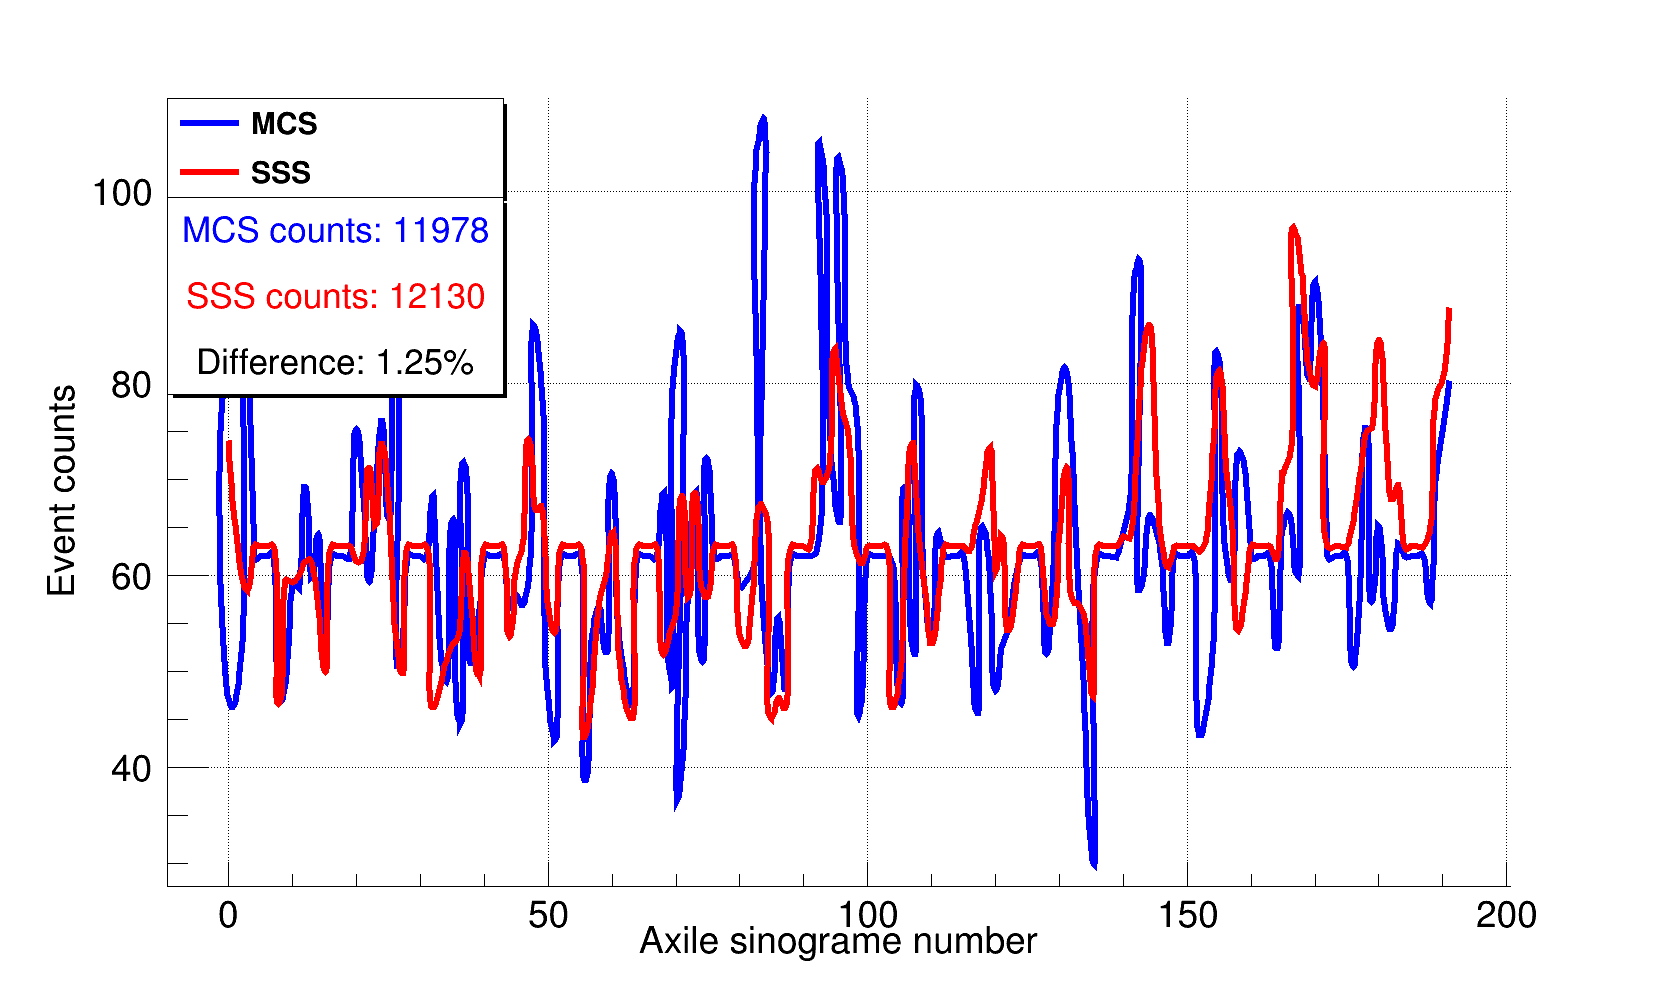 MCS
SSS
MCS counts: 11978
SSS counts: 12130
Difference: 1.25%
Event counts
100
80
60
40
0 50 100 150 200
Axile sinograme number